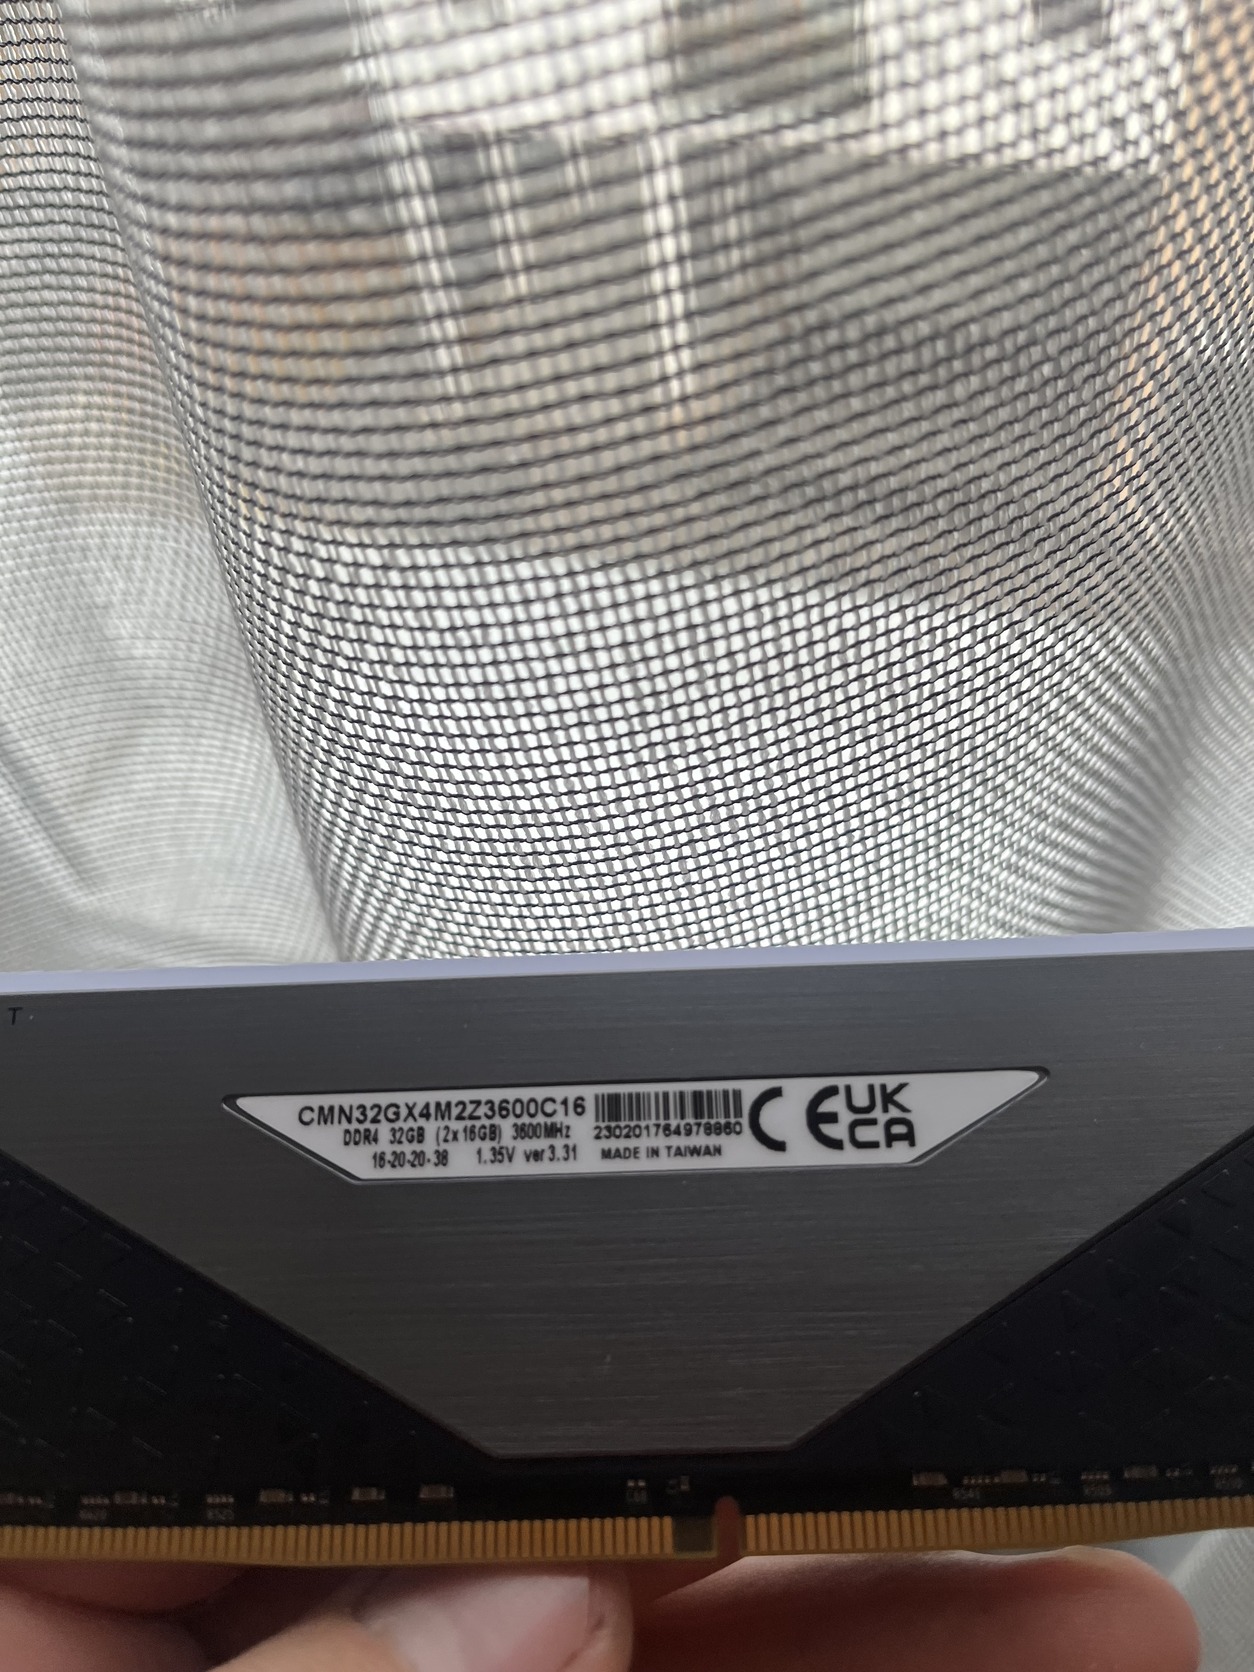 T
CMN32GX4M2Z3600C16
DDR4 32GB (2x16GB) 3600MHz
16-20-20-38 1.35V ver3.31
230201764978860
MADE IN TAIWAN
CE
UK
CA